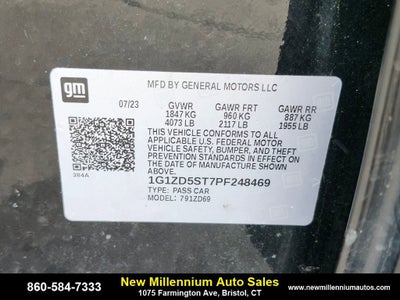 gm
MFD BY GENERAL MOTORS LLC
07/23 GVWR GAWR FRT GAWR RR
1847 KG 960 KG 887 KG
4073 LB 2117 LB 1955 LB
THIS VEHICLE CONFORMS TO ALL
APPLICABLE U.S. FEDERAL MOTOR
VEHICLE SAFETY, BUMPER, AND THEFT
PREVENTION STANDARDS IN EFFECT ON
THE DATE OF MANUFACTURE SHOWN
ABOVE.
384A
1G1ZD5ST7PF248469
TYPE: PASS CAR
MODEL: 791ZD69
860-584-7333
New Millennium Auto Sales
1075 Farmington Ave, Bristol, CT
www.newmillenniumautos.com